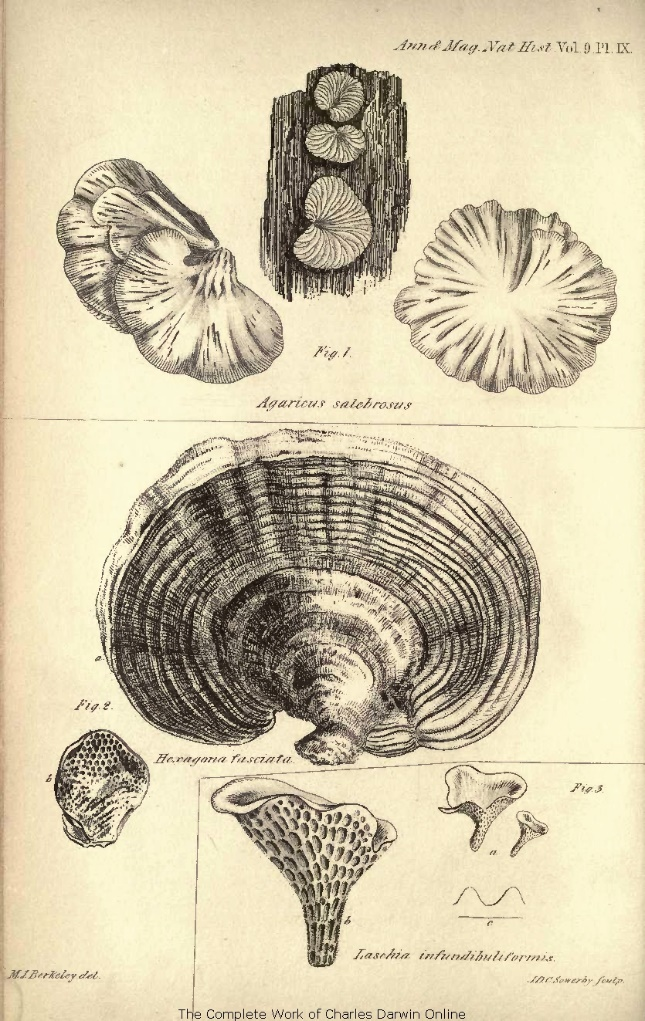 Ann & Mag. Nat Hist Vol. 9. Pl. IX.
Fig. 1.
Agaricus salebrosus
a
Fig. 2.
Hexagona fasciata
b
Fig. 3
a
b
c
Laschia infundibuliformis.
M.J. Berkeley del.
J.D.C. Sowerby sculp.
The Complete Work of Charles Darwin Online